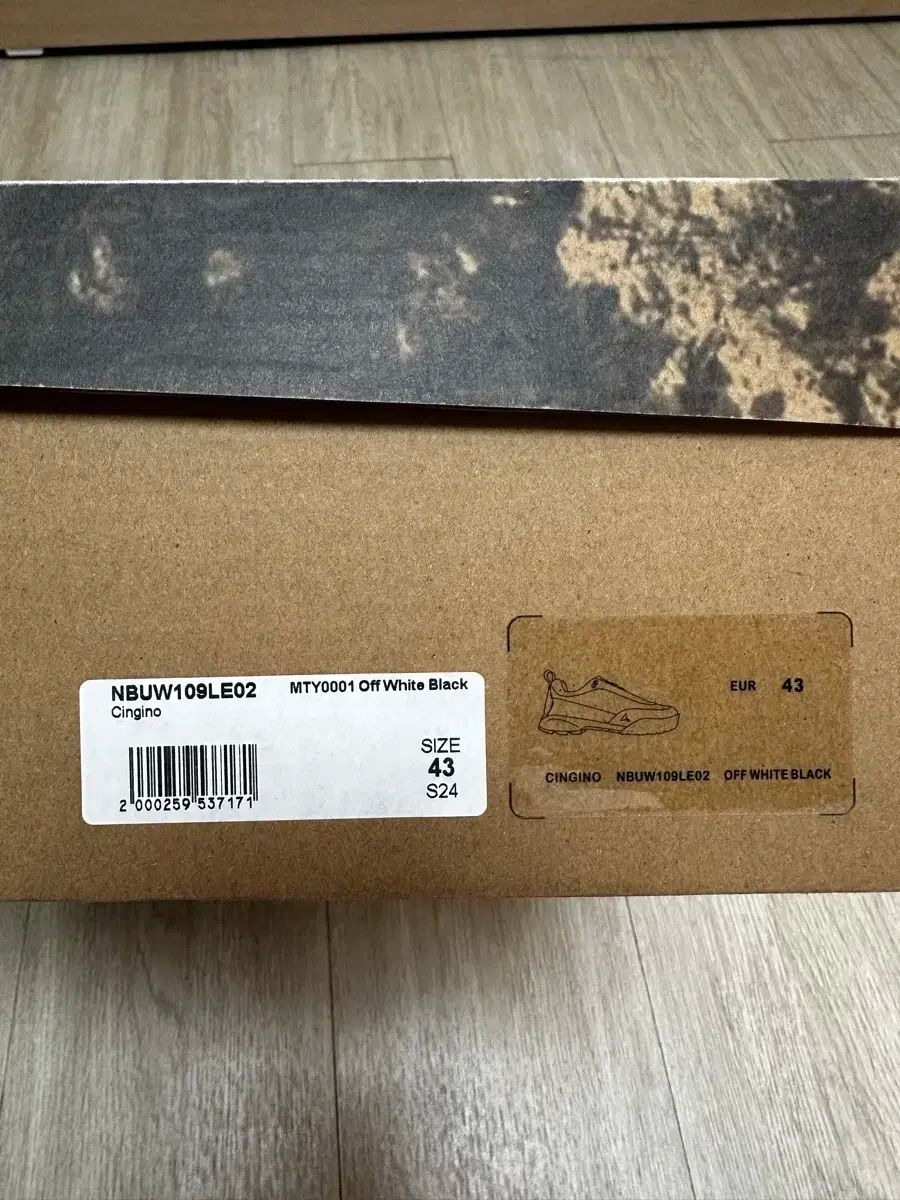 NBUW109LE02 MTY0001 Off White Black
Cingino
SIZE
43
S24
2 000259 537171
EUR 43
CINGINO NBUW109LE02 OFF WHITE BLACK